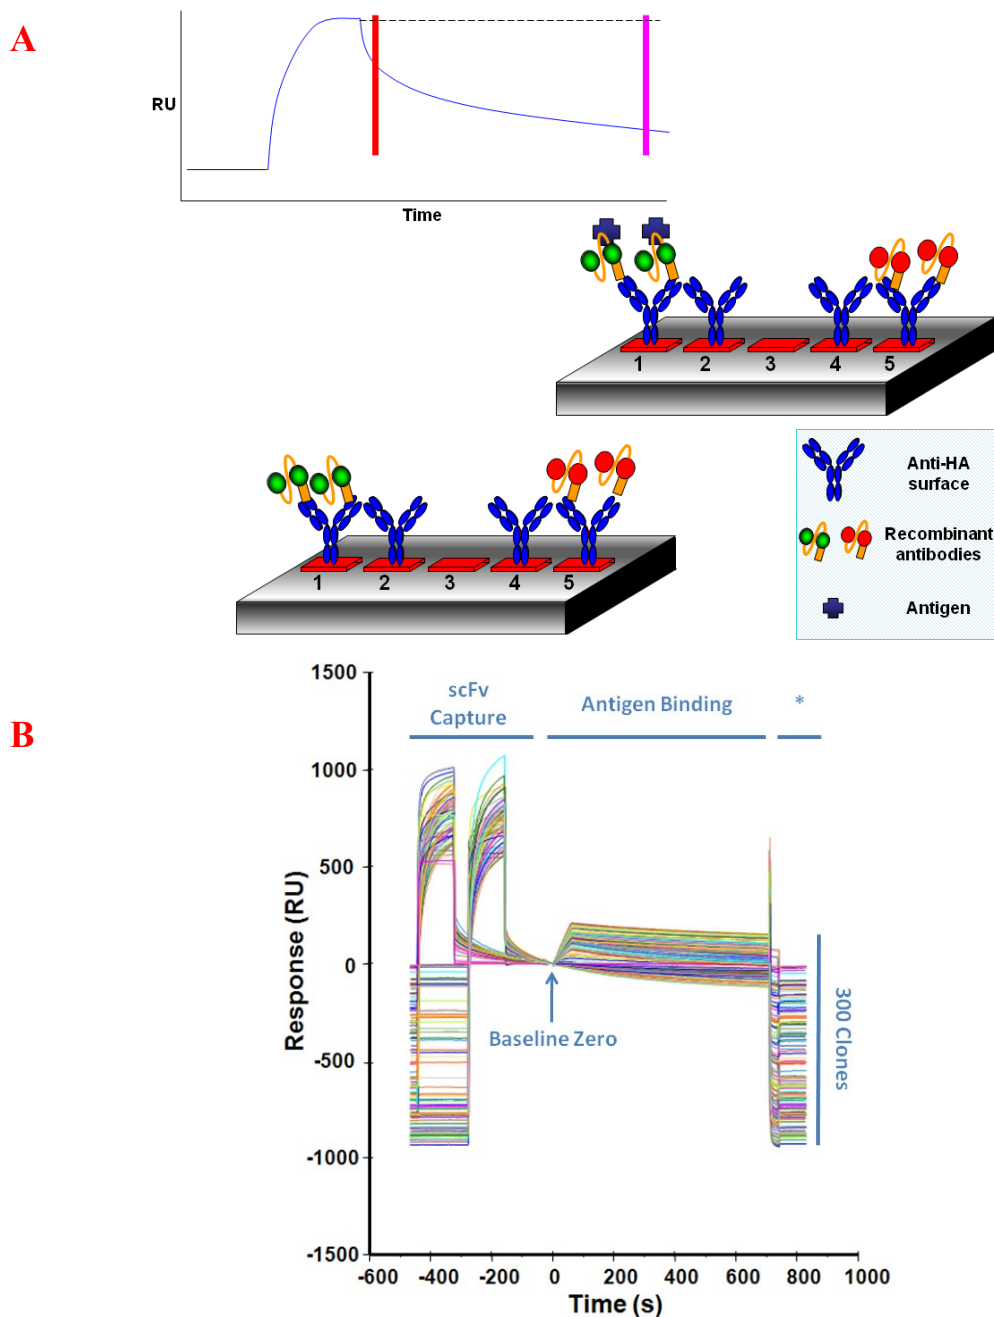 A
RU
Time
1 2 3 4 5
1 2 3 4 5
Anti-HA
surface
Recombinant
antibodies
Antigen
B
scFv
Capture
Antigen Binding
*
1500
1000
500
0
-500
-1000
-1500
Response (RU)
Baseline Zero
300 Clones
-600 -400 -200 0 200 400 600 800 1000
Time (s)